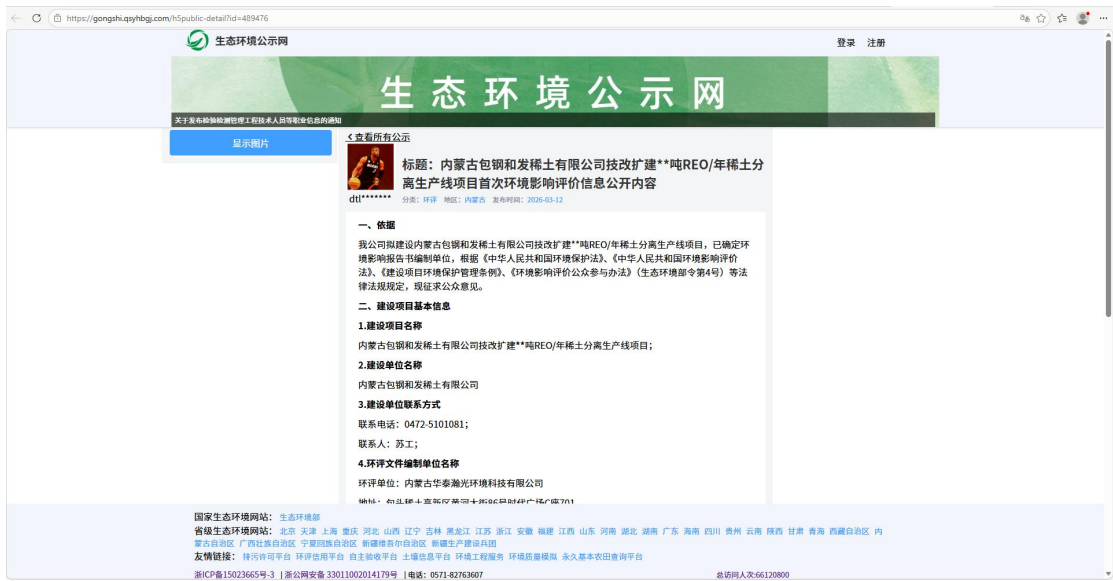 https://gongshi.qsyhbgj.com/h5public-detail?id=489476
生态环境公示网
登录 注册
生态环境公示网
关于发布检验检测管理工程技术人员等职业信息的通知
显示图片
查看所有公示
标题：内蒙古包钢和发稀土有限公司技改扩建**吨REO/年稀土分
离生产线项目首次环境影响评价信息公开内容
dtl*******
分类：环评 地区：内蒙古 发布时间：2026-03-12
一、依据
我公司拟建设内蒙古包钢和发稀土有限公司技改扩建**吨REO/年稀土分离生产线项目，已确定环
境影响报告书编制单位，根据《中华人民共和国环境保护法》、《中华人民共和国环境影响评价
法》、《建设项目环境保护管理条例》、《环境影响评价公众参与办法》（生态环境部令第4号）等法
律法规规定，现征求公众意见。
二、建设项目基本信息
1.建设项目名称
内蒙古包钢和发稀土有限公司技改扩建**吨REO/年稀土分离生产线项目；
2.建设单位名称
内蒙古包钢和发稀土有限公司
3.建设单位联系方式
联系电话：0472-5101081；
联系人：苏工；
4.环评文件编制单位名称
环评单位：内蒙古华泰瀚光环境科技有限公司
地址：包头稀土高新区黄河大街86号时代广场C座701
国家生态环境网站： 生态环境部
省级生态环境网站： 北京 天津 上海 重庆 河北 山西 辽宁 吉林 黑龙江 江苏 浙江 安徽 福建 江西 山东 河南 湖北 湖南 广东 海南 四川 贵州 云南 陕西 甘肃 青海 西藏自治区 内
蒙古自治区 广西壮族自治区 宁夏回族自治区 新疆维吾尔自治区 新疆生产建设兵团
友情链接： 排污许可平台 环评信用平台 自主验收平台 土壤信息平台 环境工程服务 环境质量模拟 永久基本农田查询平台
浙ICP备15023665号-3 |浙公网安备 33011002014179号 |电话：0571-82763607
总访问人次:66120800